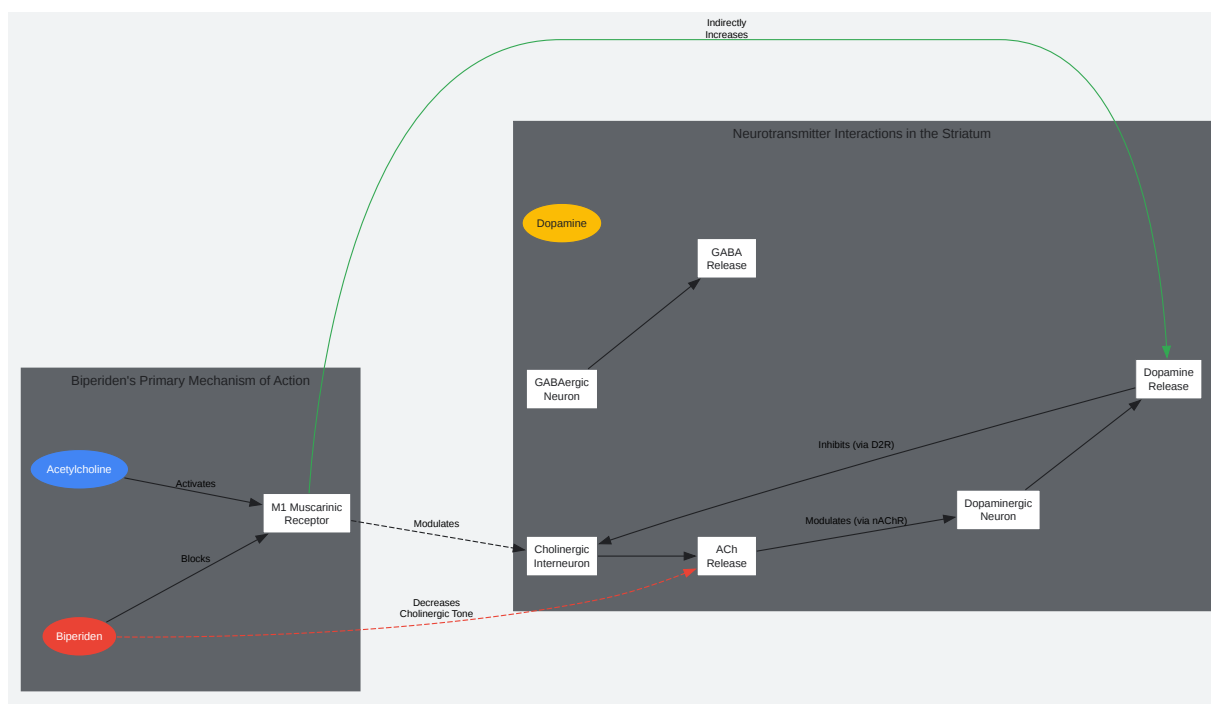 Indirectly
Increases
Neurotransmitter Interactions in the Striatum
Dopamine
GABA
Release
GABAergic
Neuron
Dopamine
Release
Inhibits (via D2R)
Biperiden's Primary Mechanism of Action
Acetylcholine
Activates
M1 Muscarinic
Receptor
Modulates
Blocks
Biperiden
Decreases
Cholinergic Tone
Cholinergic
Interneuron
ACh
Release
Modulates (via nAChR)
Dopaminergic
Neuron